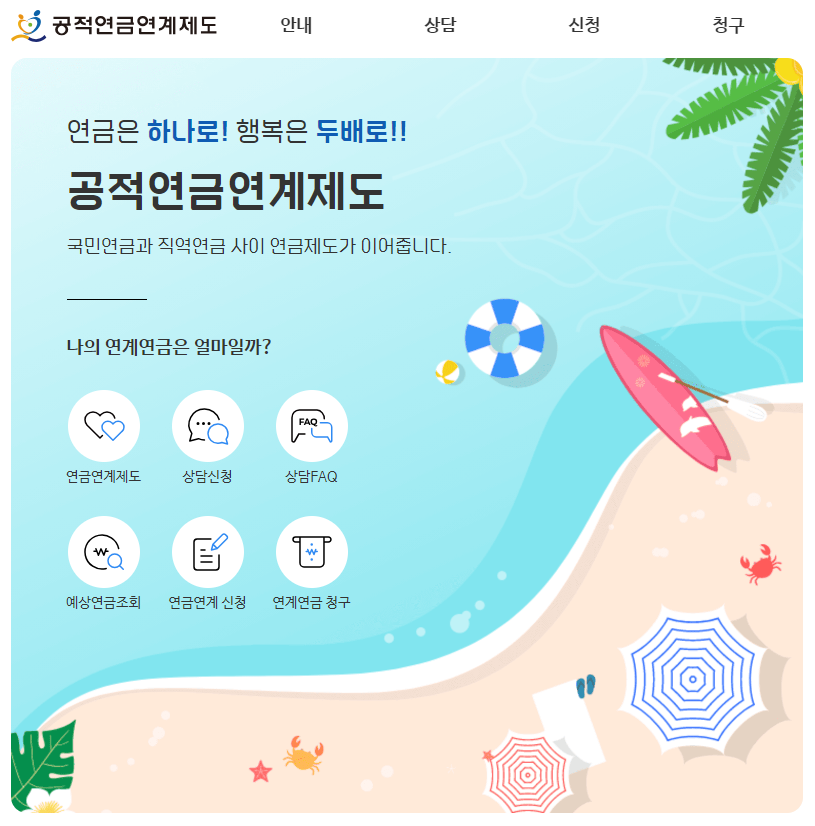 공적연금연계제도 안내 상담 신청 청구
연금은 하나로! 행복은 두배로!!
공적연금연계제도
국민연금과 직역연금 사이 연금제도가 이어줍니다.
나의 연계연금은 얼마일까?
FAQ
연금연계제도 상담신청 상담FAQ
예상연금조회 연금연계 신청 연계연금 청구